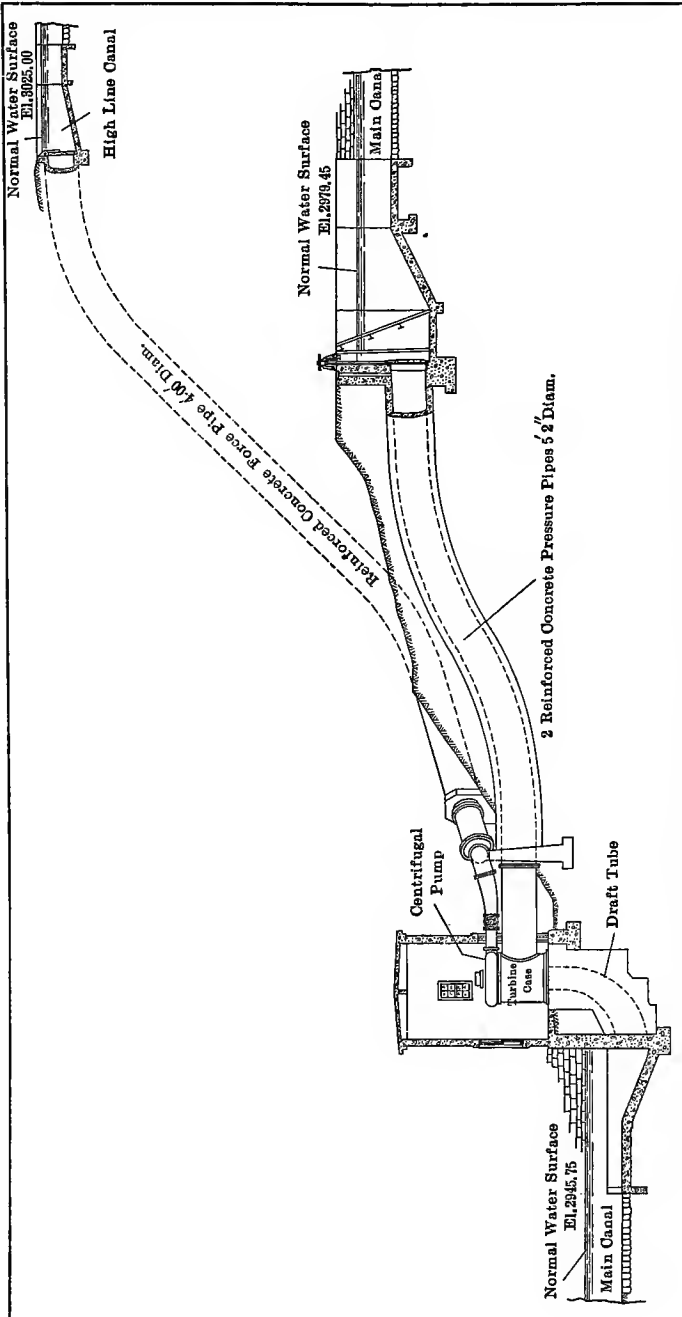 Normal Water Surface
El.3025.00
High Line Canal
Reinforced Concrete Force Pipe 4.00' Diam.
Normal Water Surface
El.2979.45
Main Canal
2 Reinforced Concrete Pressure Pipes 5'2" Diam.
Centrifugal
Pump
Turbine
Case
Draft Tube
Normal Water Surface
El.2945.75
Main Canal